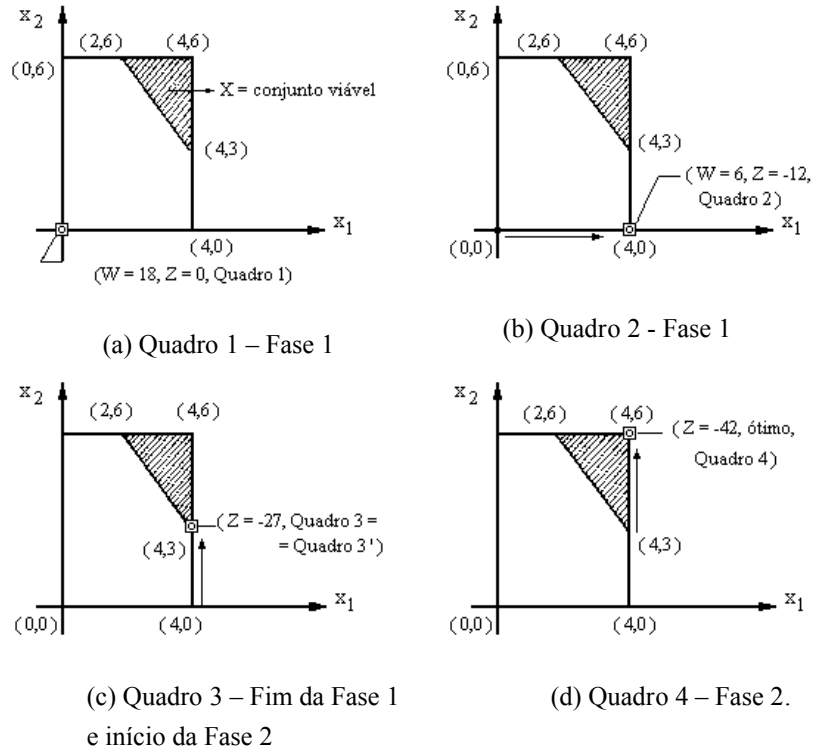 x2
(2,6) (4,6)
(0,6)
X = conjunto viável
(4,3)
x1
(4,0)
(W = 18, Z = 0, Quadro 1)
(a) Quadro 1 – Fase 1
x2
(2,6) (4,6)
(0,6)
(4,3)
(W = 6, Z = -12,
Quadro 2)
x1
(0,0) (4,0)
(b) Quadro 2 - Fase 1
x2
(2,6) (4,6)
(Z = -27, Quadro 3 =
(4,3) = Quadro 3')
x1
(0,0) (4,0)
(c) Quadro 3 – Fim da Fase 1
e início da Fase 2
x2
(2,6) (4,6)
(Z = -42, ótimo,
Quadro 4)
(4,3)
x1
(0,0) (4,0)
(d) Quadro 4 – Fase 2.